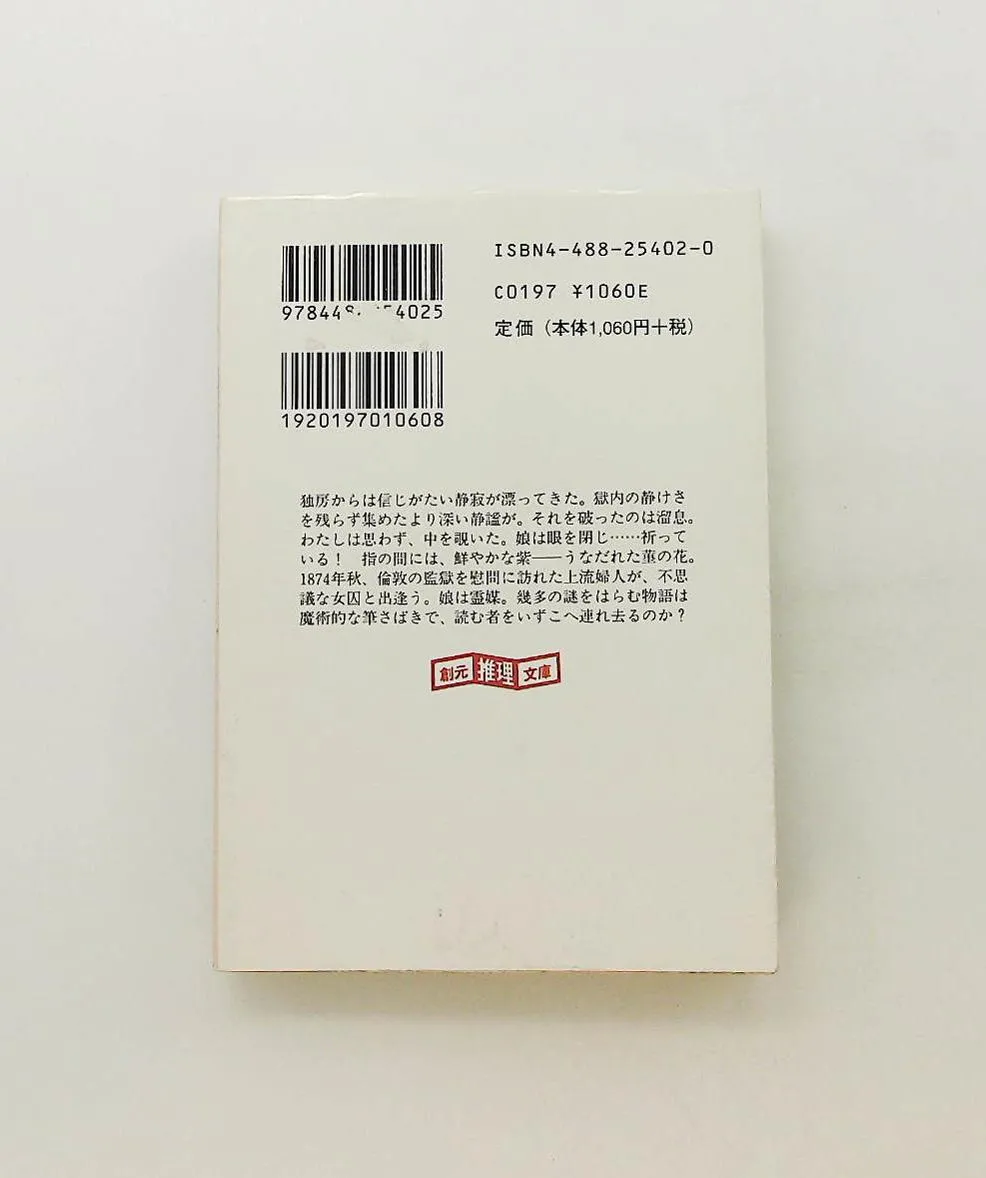 ISBN4-488-25402-0
C0197 ¥1060E
定価（本体1,060円＋税）
1920197010608
独房からは信じがたい静寂が漂ってきた。獄内の静けさ
を残らず集めたより深い静謐が。それを破ったのは溜息。
わたしは思わず、中を覗いた。娘は眼を閉じ……祈って
いる！　指の間には、鮮やかな紫――うなだれた菫の花。
1874年秋、倫敦の監獄を慰問に訪れた上流婦人が、不思
議な女囚と出逢う。娘は霊媒。幾多の謎をはらむ物語は
魔術的な筆さばきで、読む者をいずこへ連れ去るのか？
創元推理文庫